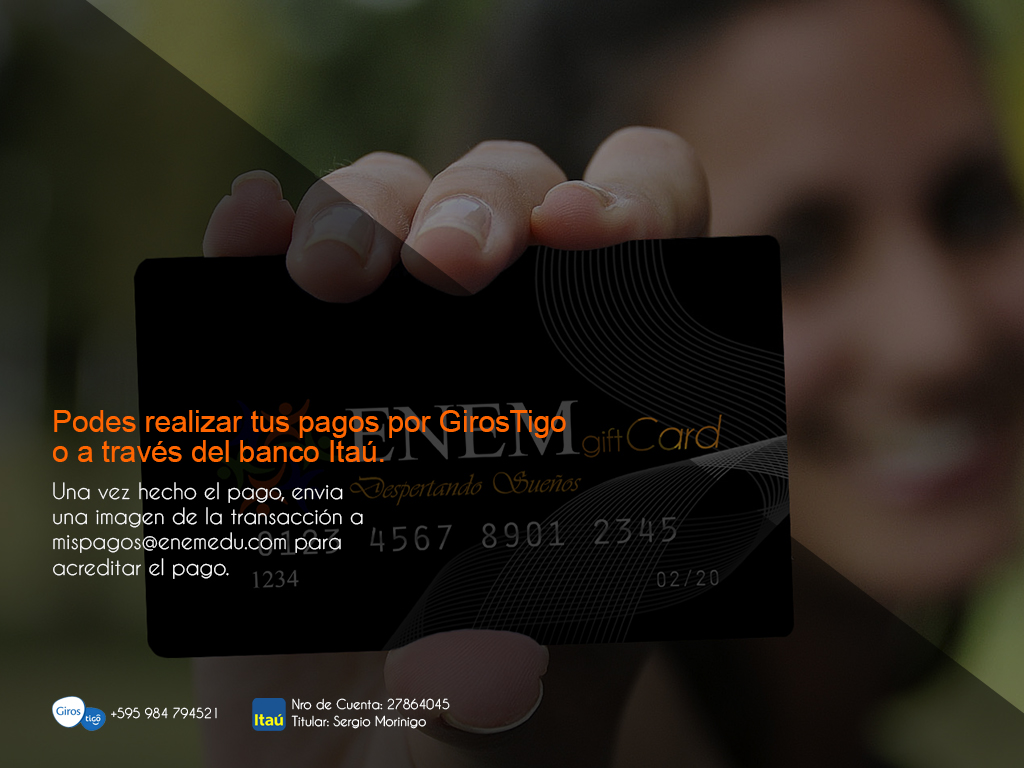 Podes realizar tus pagos por GirosTigo
o a través del banco Itaú.
ENEM giftCard
Despertando Sueños
Una vez hecho el pago, envia
una imagen de la transacción a
mispagos@enemedu.com para
acreditar el pago.
0123 4567 8901 2345
1234 02/20
Giros tigo +595 984 794521
Itaú
Nro de Cuenta: 27864045
Titular: Sergio Morinigo